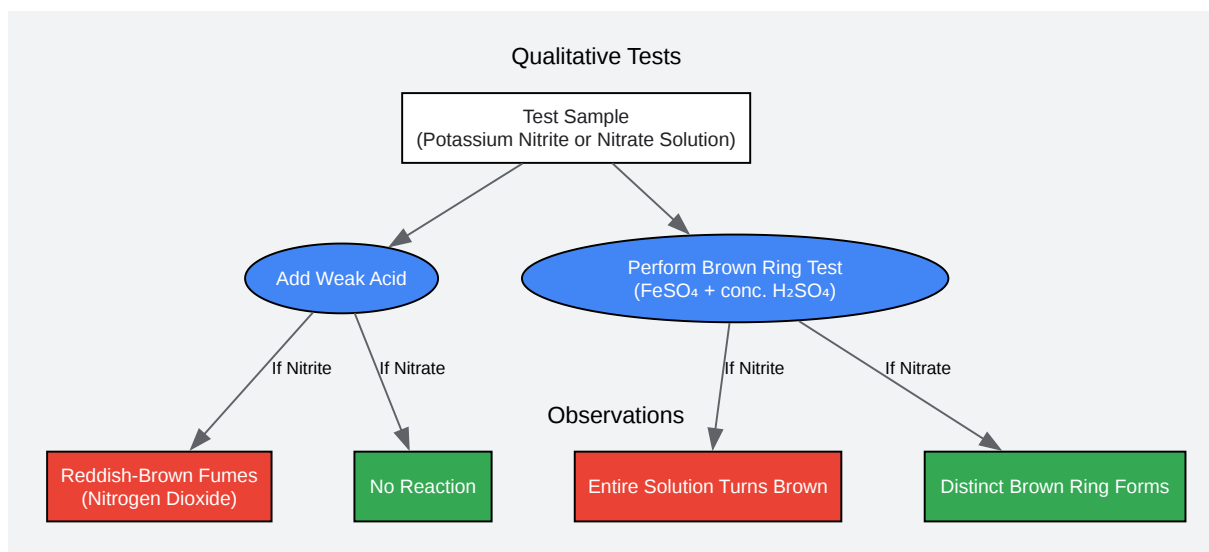 Qualitative Tests
Test Sample
(Potassium Nitrite or Nitrate Solution)
Add Weak Acid
Perform Brown Ring Test
(FeSO₄ + conc. H₂SO₄)
If Nitrite
If Nitrate
If Nitrite
If Nitrate
Observations
Reddish-Brown Fumes
(Nitrogen Dioxide)
No Reaction
Entire Solution Turns Brown
Distinct Brown Ring Forms